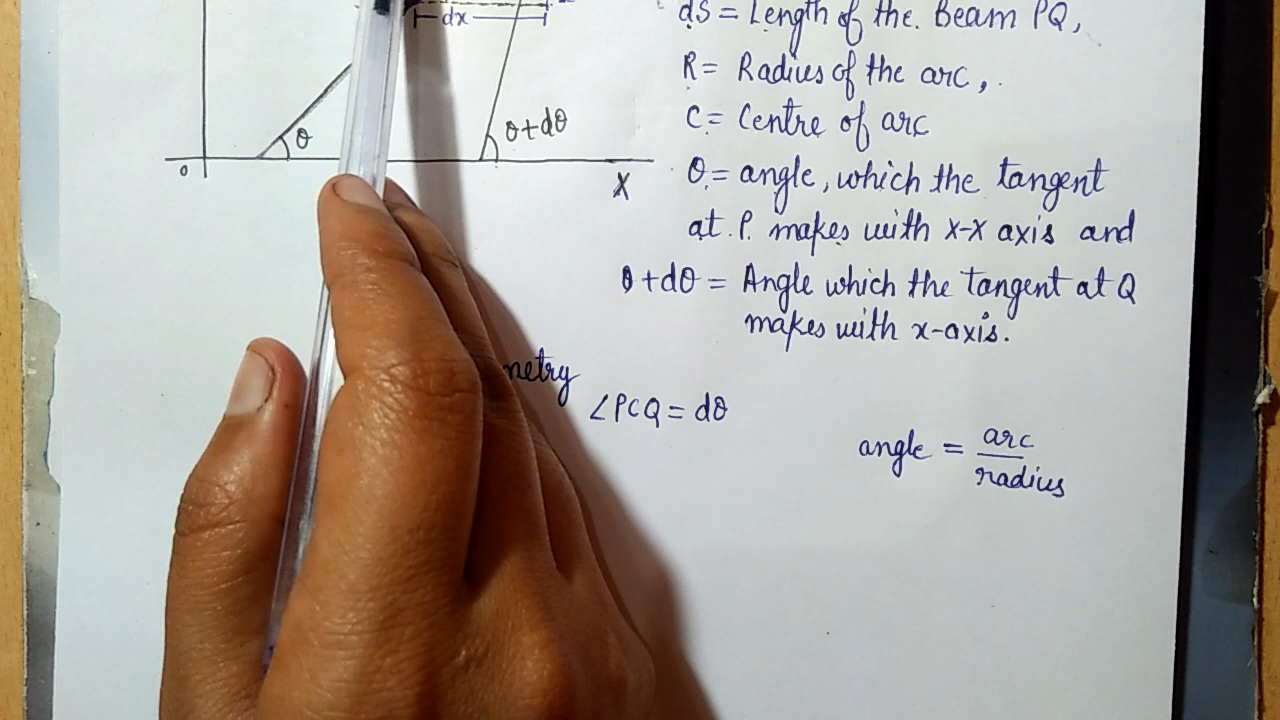 dx
dS = Length of the. Beam PQ,
R = Radius of the arc,
C = Centre of arc
θ = angle, which the tangent
at P. makes with x-x axis and
θ+dθ = Angle which the tangent at Q
makes with x-axis.
θ
θ+dθ
o
X
metry
∠PCQ = dθ
angle = arc
radius